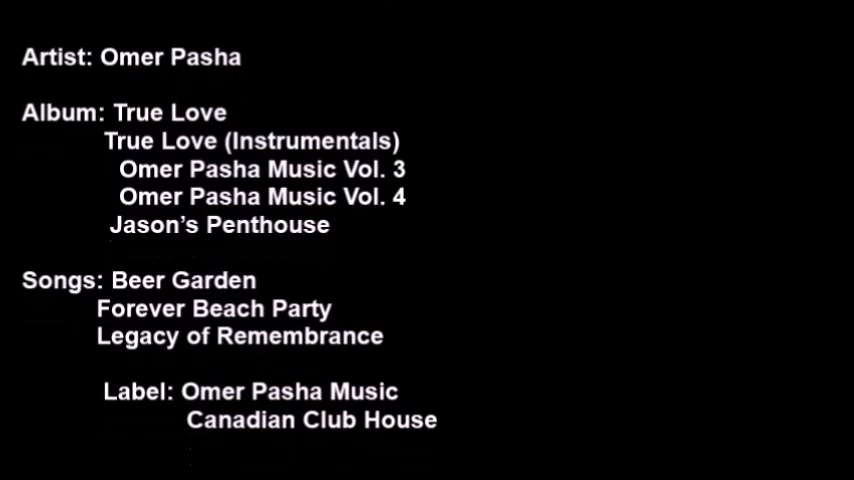 Artist: Omer Pasha
Album: True Love
True Love (Instrumentals)
Omer Pasha Music Vol. 3
Omer Pasha Music Vol. 4
Jason’s Penthouse
Songs: Beer Garden
Forever Beach Party
Legacy of Remembrance
Label: Omer Pasha Music
Canadian Club House